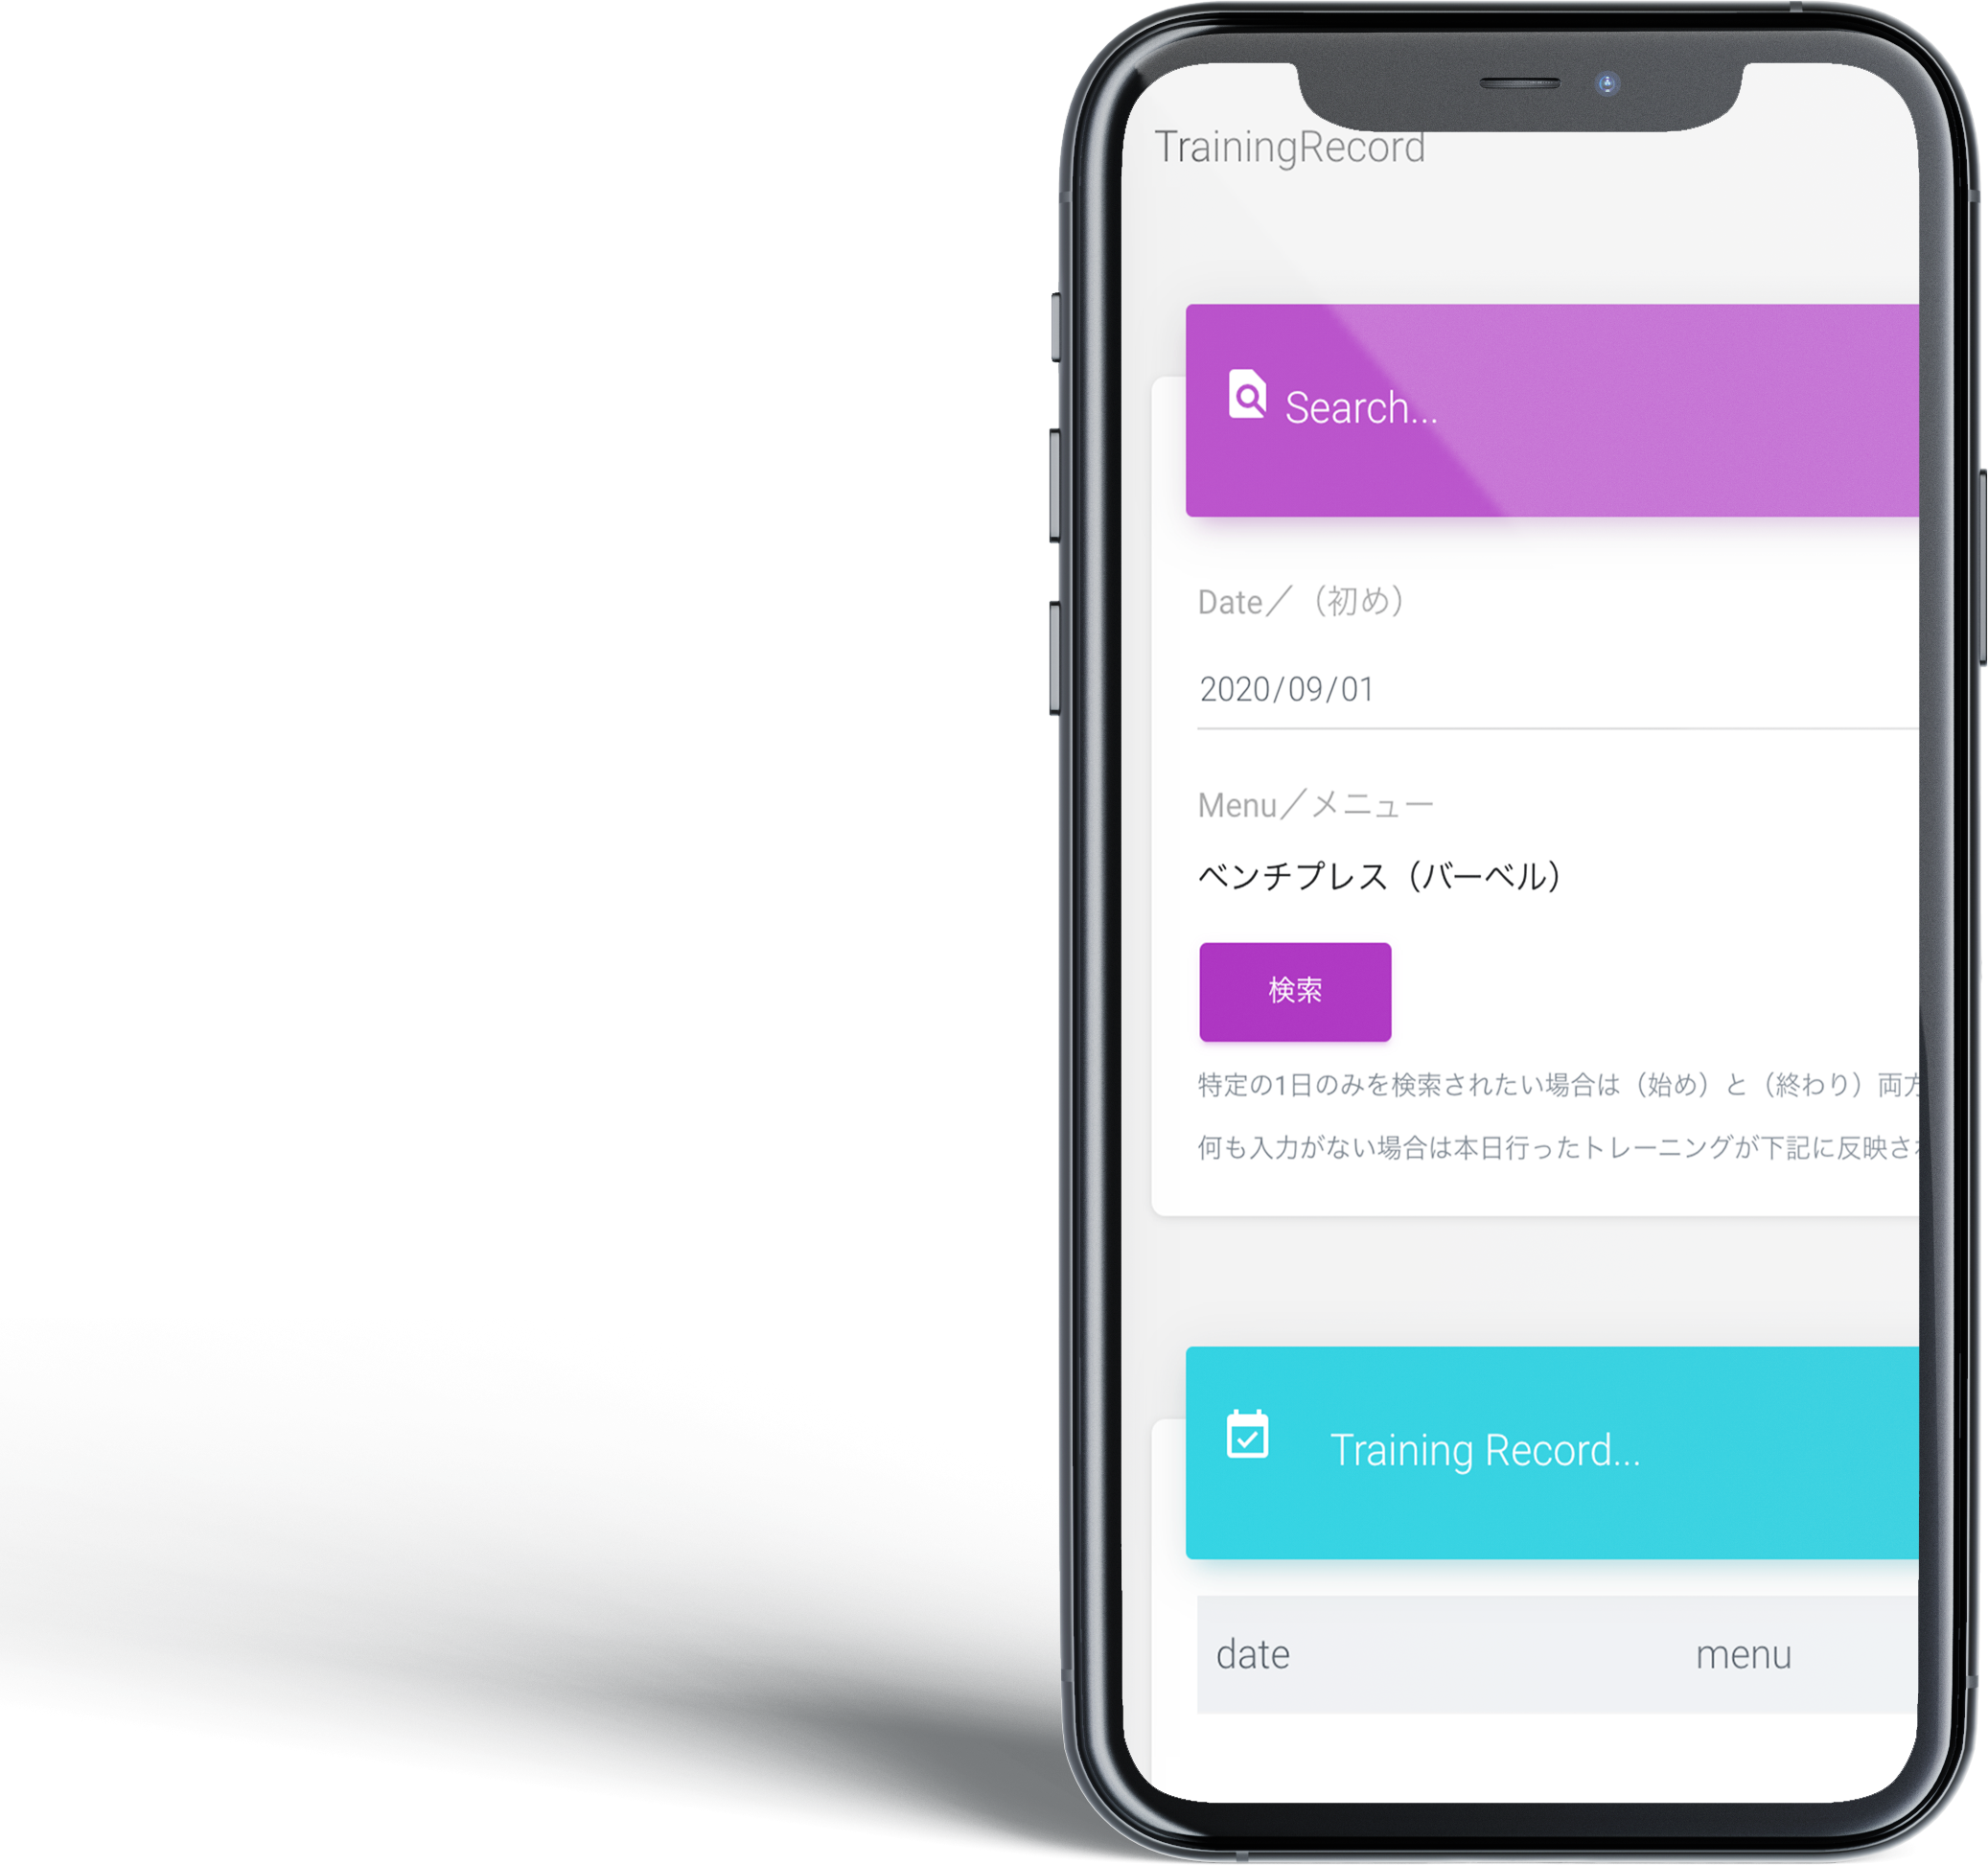 TrainingRecord
Search...
Date／（初め）
2020/09/01
Menu／メニュー
ベンチプレス（バーベル）
検索
特定の1日のみを検索されたい場合は（始め）と（終わり）両方
何も入力がない場合は本日行ったトレーニングが下記に反映さ
Training Record...
date
menu